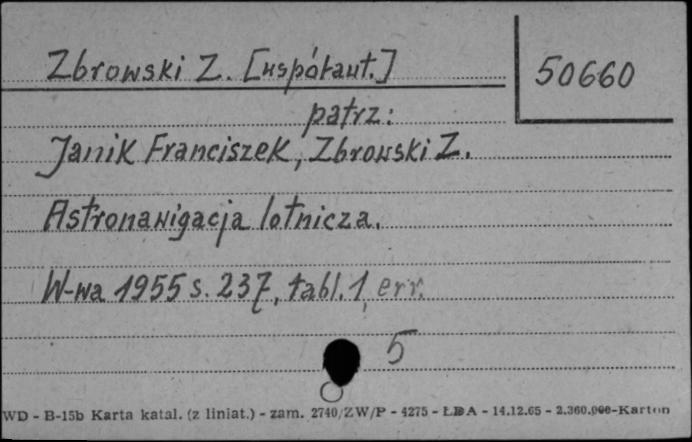 Zbrowski Z. [współaut.]
50660
patrz:
Janik Franciszek, Zbrowski Z.
Astronawigacja lotnicza.
W-wa 1955 s. 237, tabl. 1, err.
5
WD - B-15b Karta katal. (z liniat.) - zam. 2740/ZW/P - 4275 - ŁDA - 14.12.65 - 2.360.000-Karton